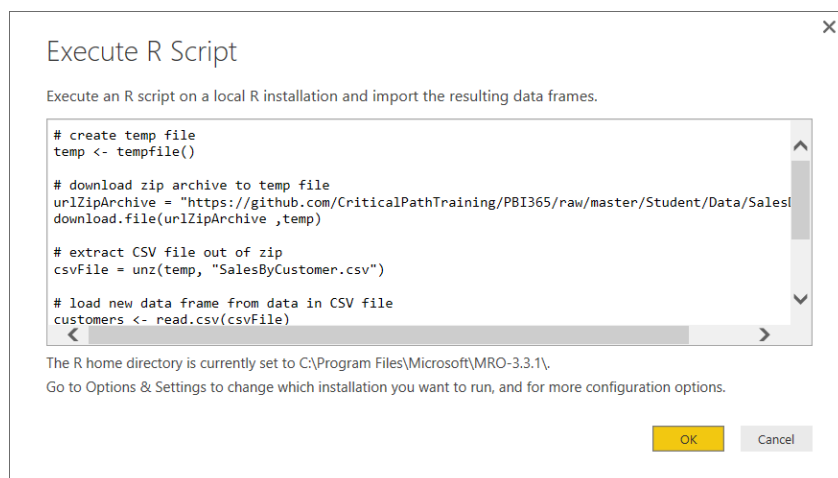 Execute R Script
Execute an R script on a local R installation and import the resulting data frames.
# create temp file
temp <- tempfile()
# download zip archive to temp file
urlZipArchive = "https://github.com/CriticalPathTraining/PBI365/raw/master/Student/Data/Sales
download.file(urlZipArchive ,temp)
# extract CSV file out of zip
csvFile = unz(temp, "SalesByCustomer.csv")
# load new data frame from data in CSV file
customers <- read.csv(csvFile)
The R home directory is currently set to C:\Program Files\Microsoft\MRO-3.3.1\.
Go to Options & Settings to change which installation you want to run, and for more configuration options.
OK
Cancel